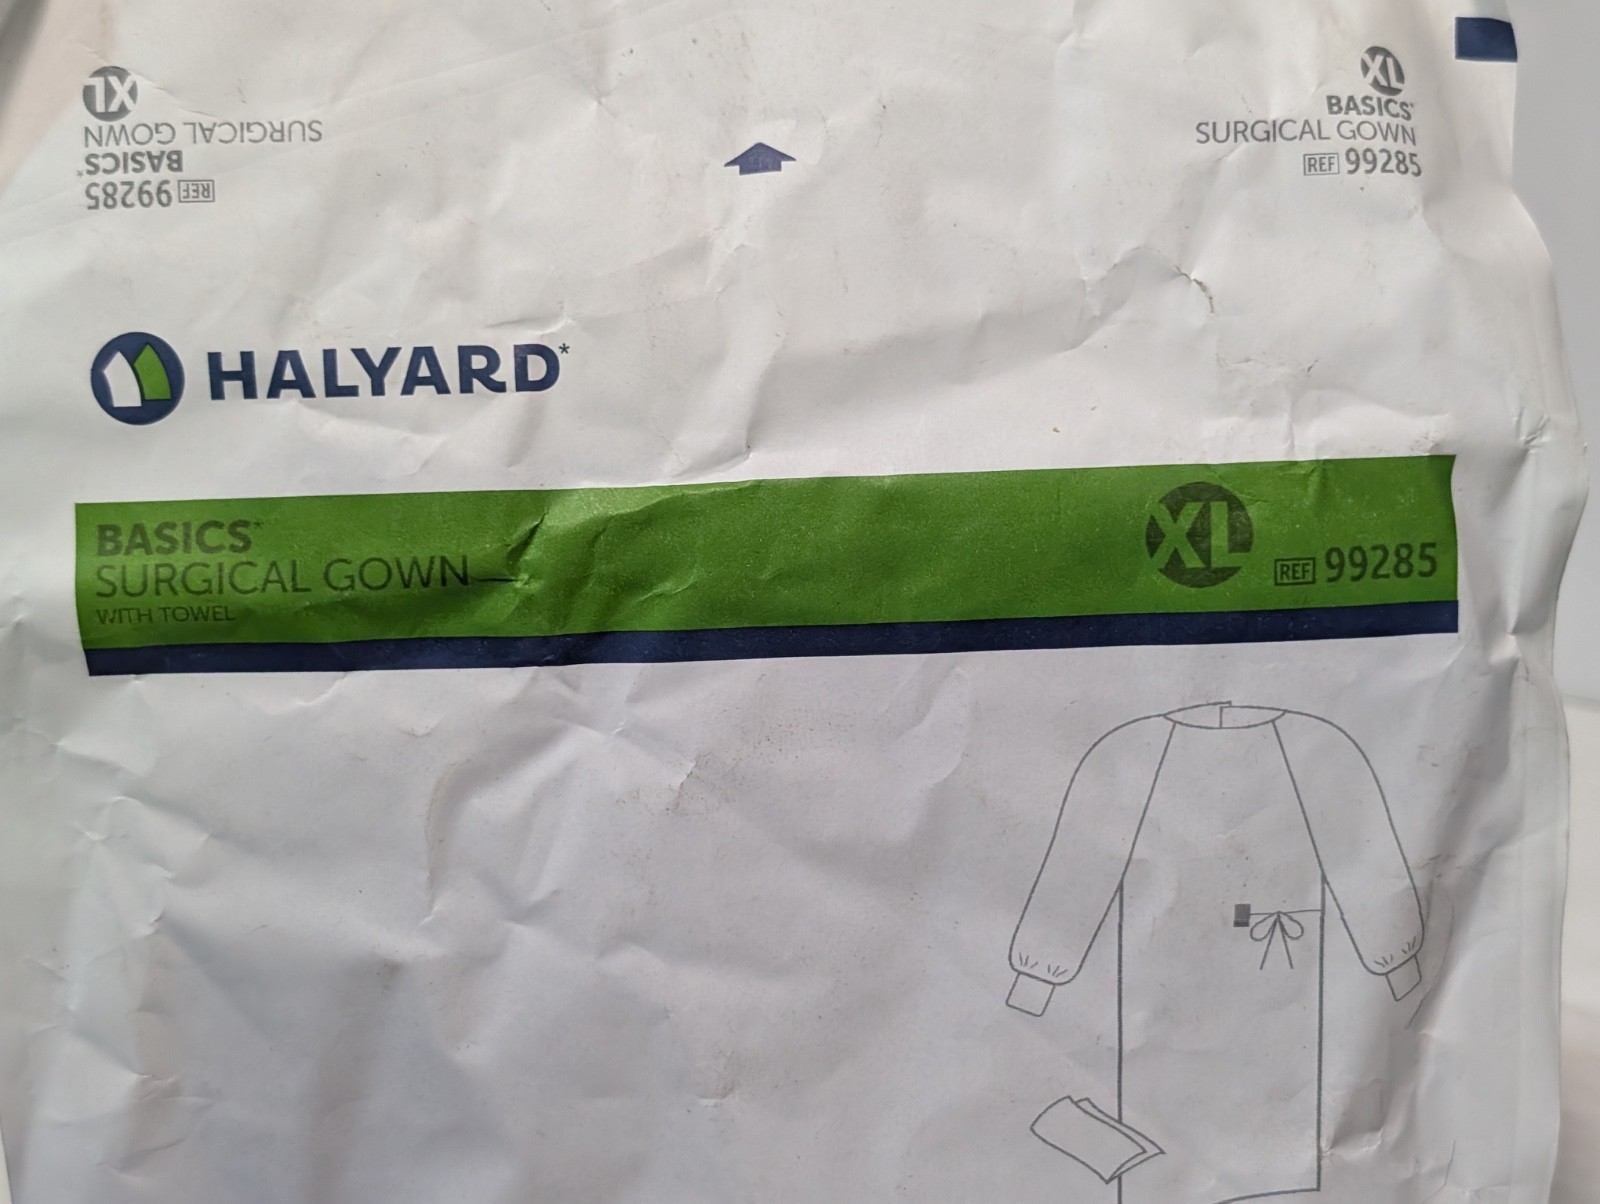 XL
SURGICAL GOWN
BASICS*
REF 99285
XL
BASICS*
SURGICAL GOWN
REF 99285
HALYARD*
BASICS*
SURGICAL GOWN
WITH TOWEL
XL
REF 99285